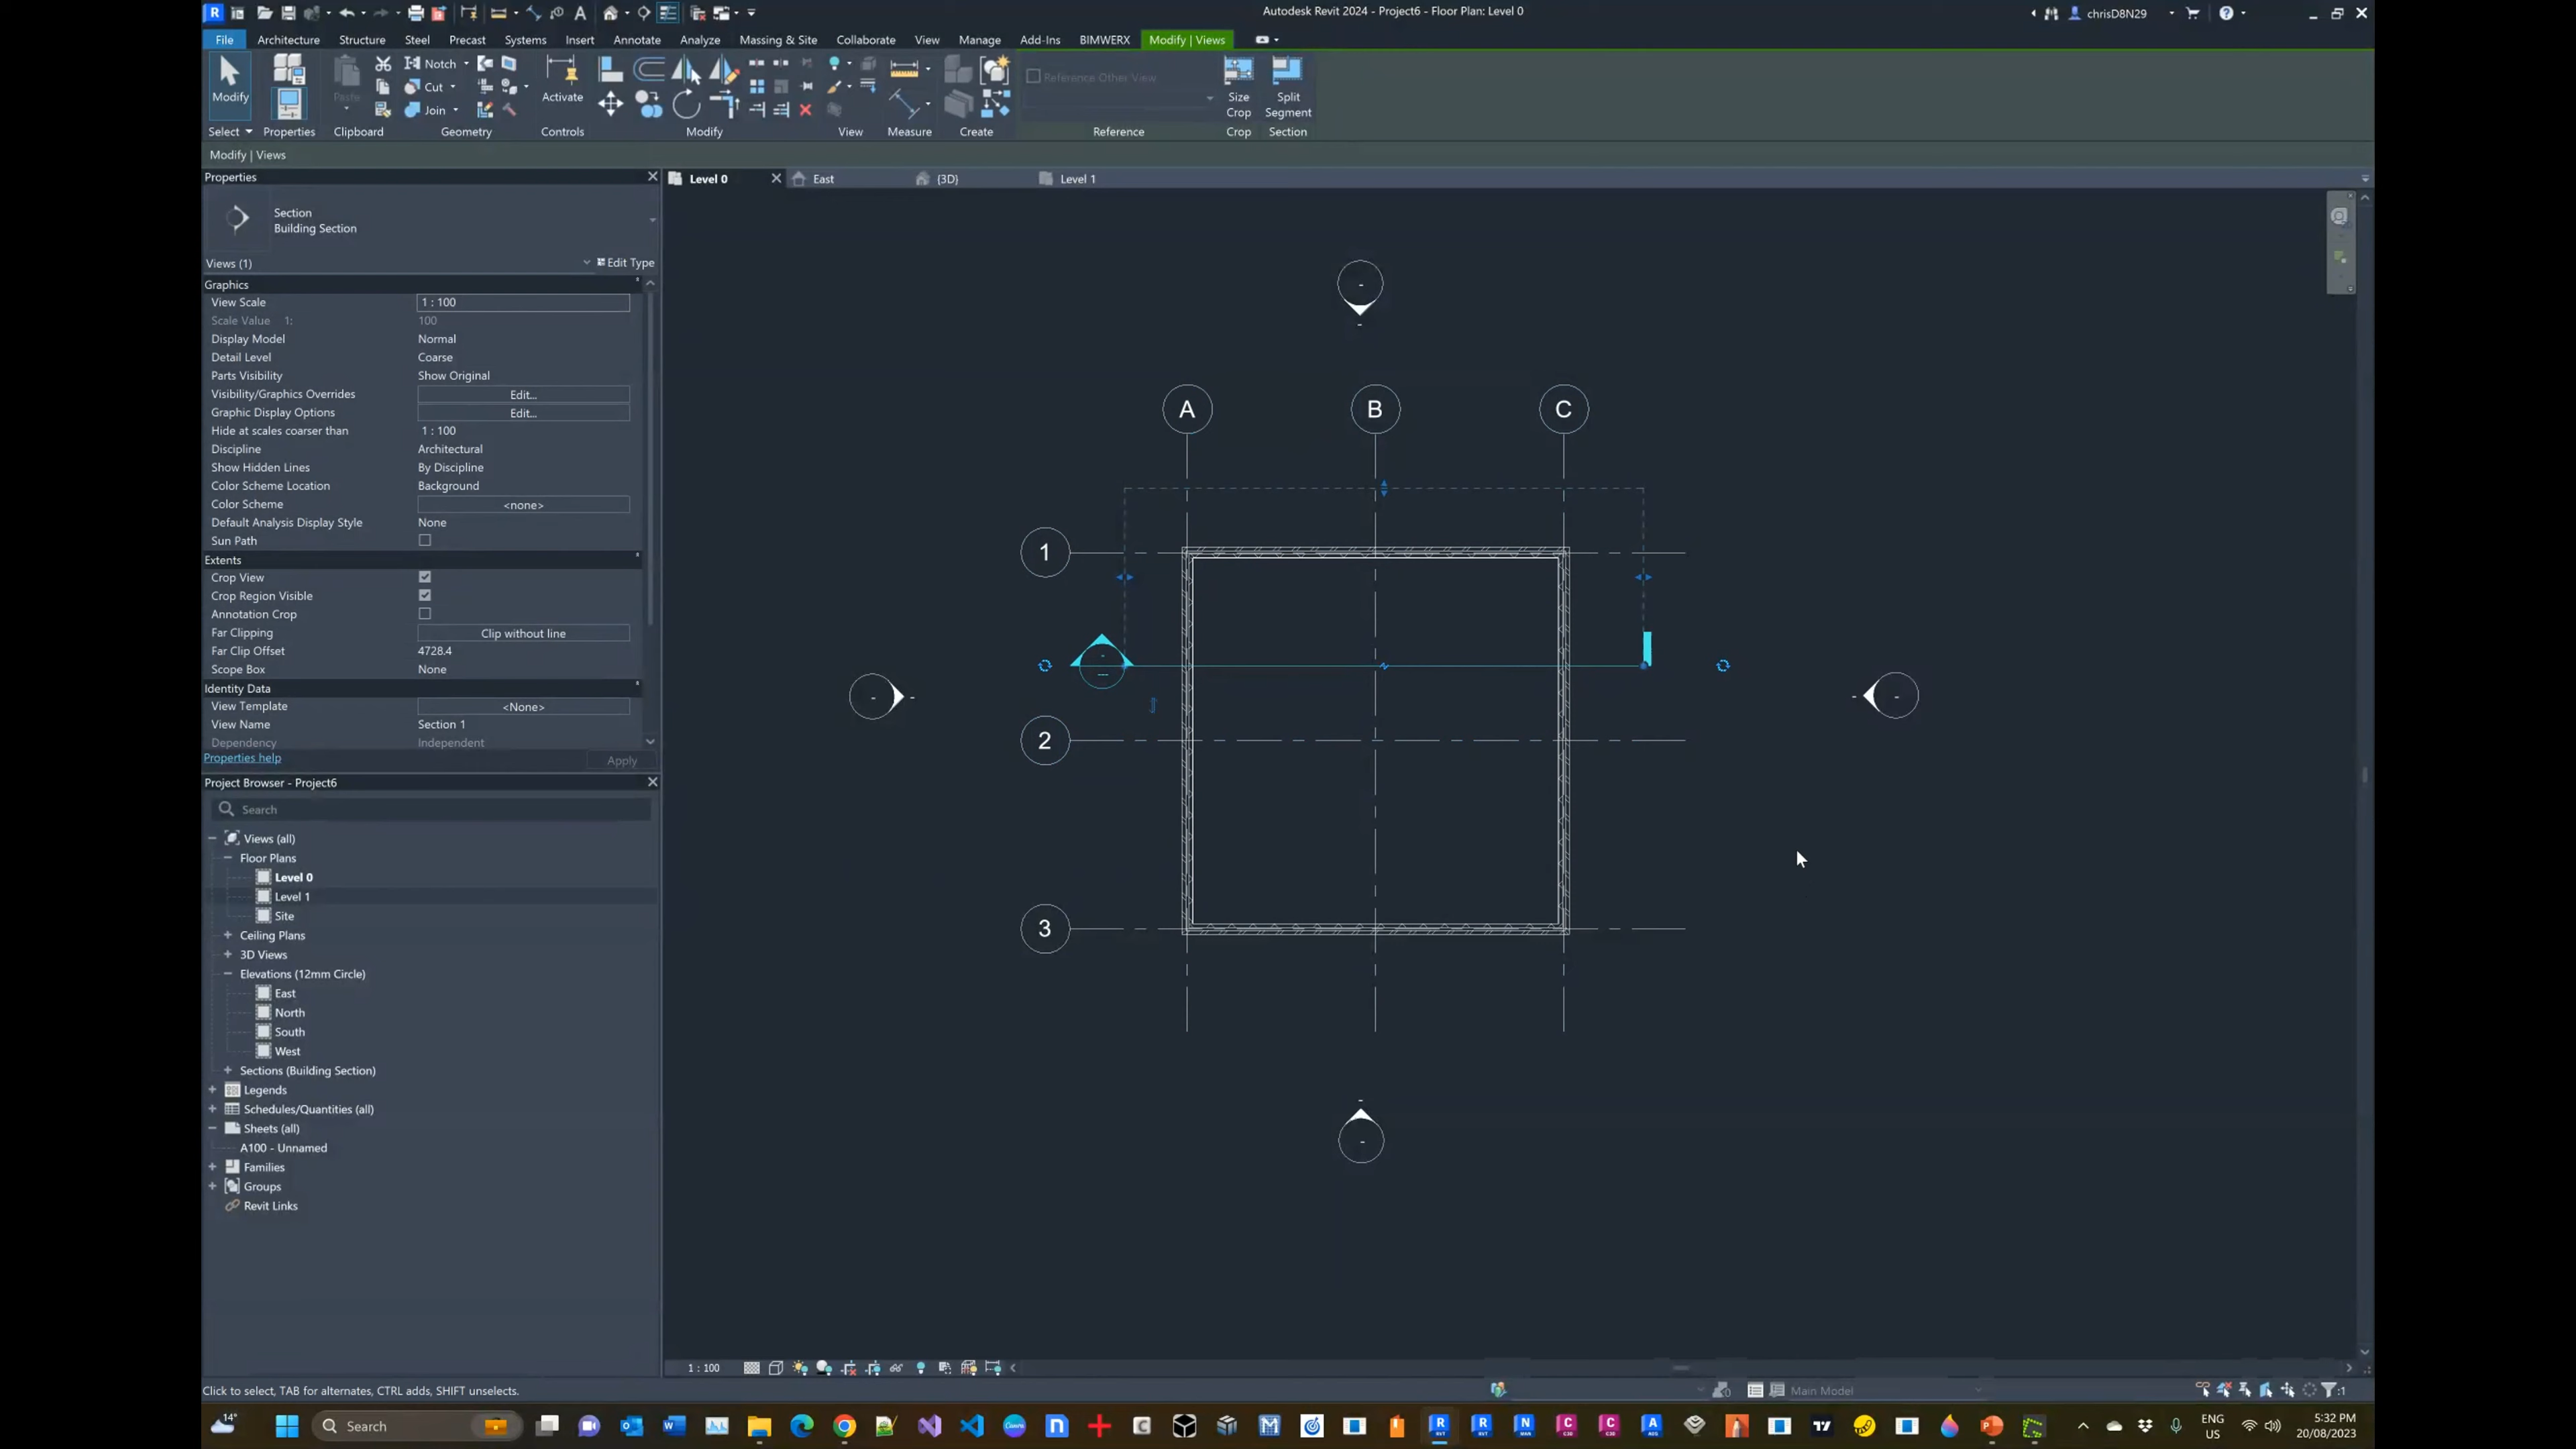 Autodesk Revit 2024 - Project6 - Floor Plan: Level 0
chrisD8N29
File Architecture Structure Steel Precast Systems Insert Annotate Analyze Massing & Site Collaborate View Manage Add-Ins BIMWERX Modify | Views
Modify
Paste
Notch
Cut
Join
Activate
Reference Other View
Size
Crop
Split
Segment
Select Properties Clipboard Geometry Controls Modify View Measure Create Reference Crop Section
Modify | Views
Properties
Section
Building Section
Views (1)
Edit Type
Graphics
View Scale 1 : 100
Scale Value 1: 100
Display Model Normal
Detail Level Coarse
Parts Visibility Show Original
Visibility/Graphics Overrides Edit...
Graphic Display Options Edit...
Hide at scales coarser than 1 : 100
Discipline Architectural
Show Hidden Lines By Discipline
Color Scheme Location Background
Color Scheme <none>
Default Analysis Display Style None
Sun Path
Extents
Crop View
Crop Region Visible
Annotation Crop
Far Clipping Clip without line
Far Clip Offset 4728.4
Scope Box None
Identity Data
View Template <None>
View Name Section 1
Dependency Independent
Properties help
Apply
Project Browser - Project6
Search
Views (all)
Floor Plans
Level 0
Level 1
Site
Ceiling Plans
3D Views
Elevations (12mm Circle)
East
North
South
West
Sections (Building Section)
Legends
Schedules/Quantities (all)
Sheets (all)
A100 - Unnamed
Families
Groups
Revit Links
Level 0
East
{3D}
Level 1
A
B
C
1
2
3
1 : 100
Click to select, TAB for alternates, CTRL adds, SHIFT unselects.
Main Model
:1
14°
Search
ENG
US
5:32 PM
20/08/2023